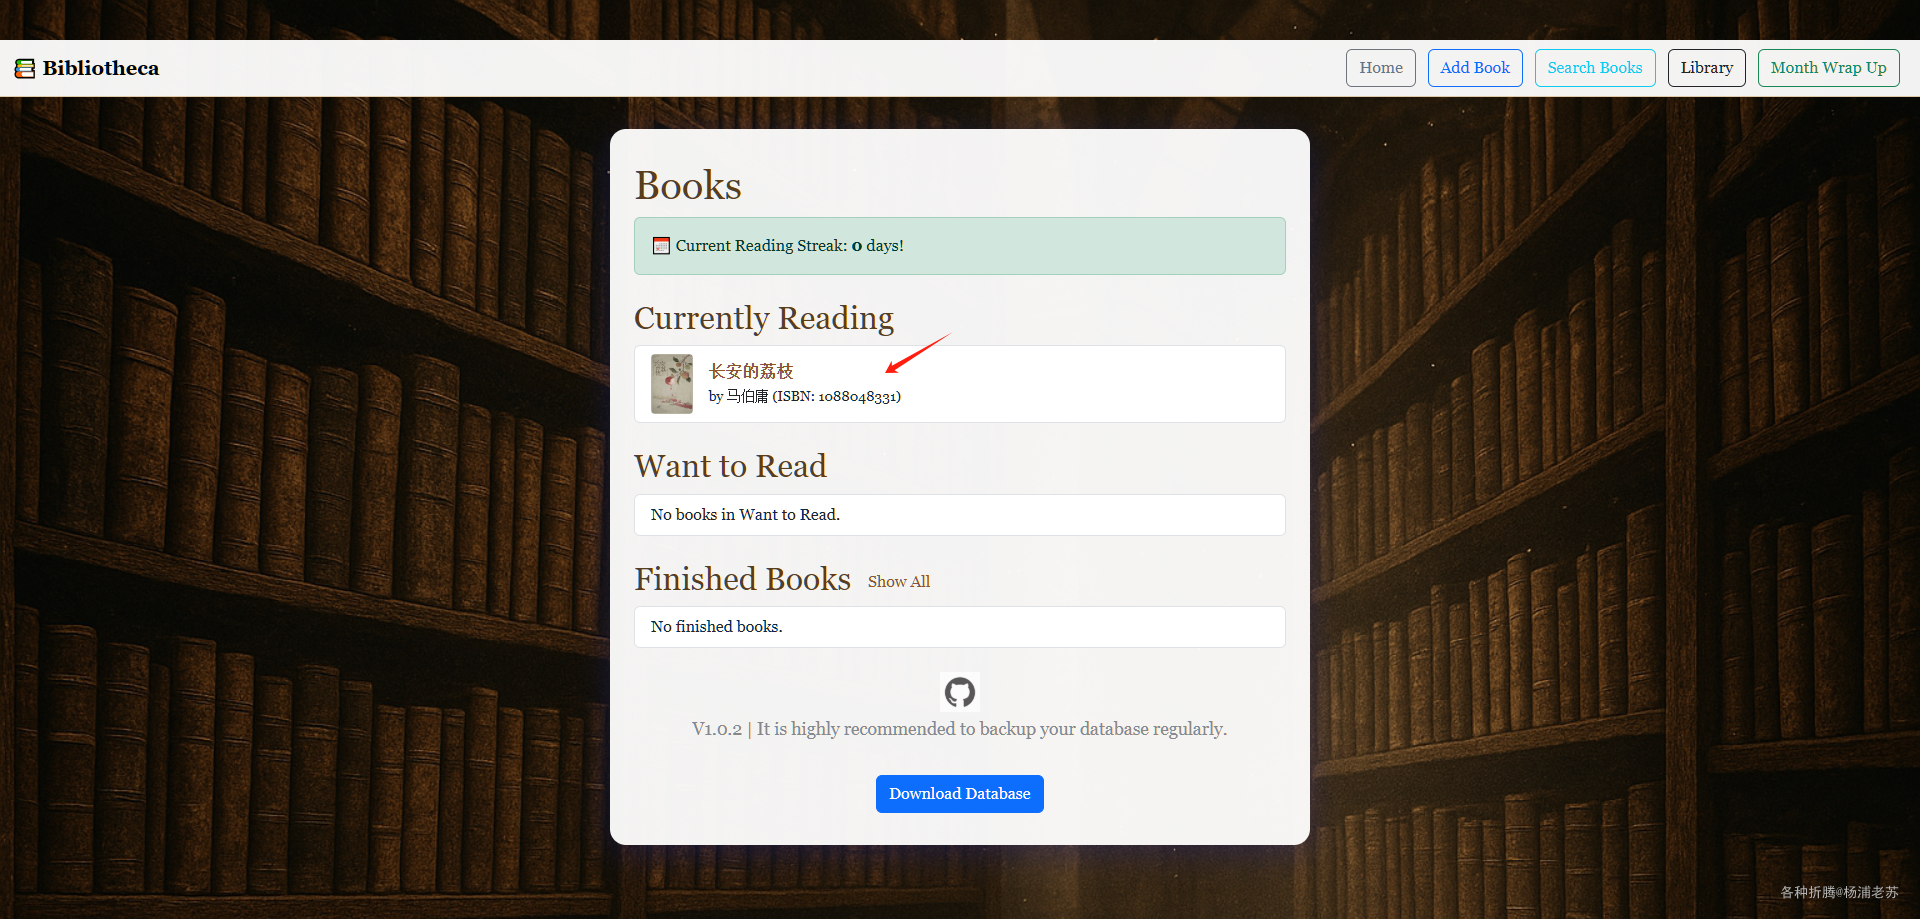 Bibliotheca
Home
Add Book
Search Books
Library
Month Wrap Up
Books
Current Reading Streak: 0 days!
Currently Reading
长安的荔枝
by 马伯庸 (ISBN: 1088048331)
Want to Read
No books in Want to Read.
Finished Books Show All
No finished books.
V1.0.2 | It is highly recommended to backup your database regularly.
Download Database
各种折腾@杨浦老苏